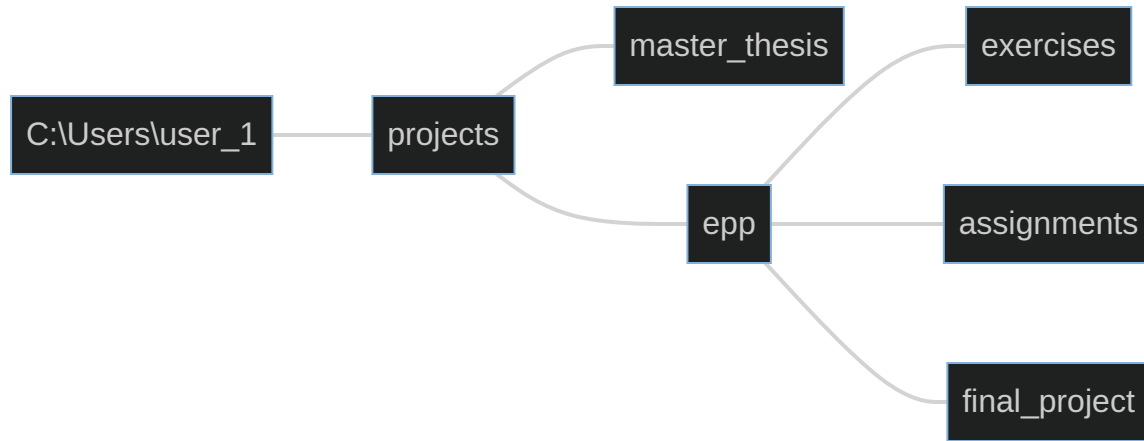 master_thesis
exercises
C:\Users\user_1
projects
epp
assignments
final_project